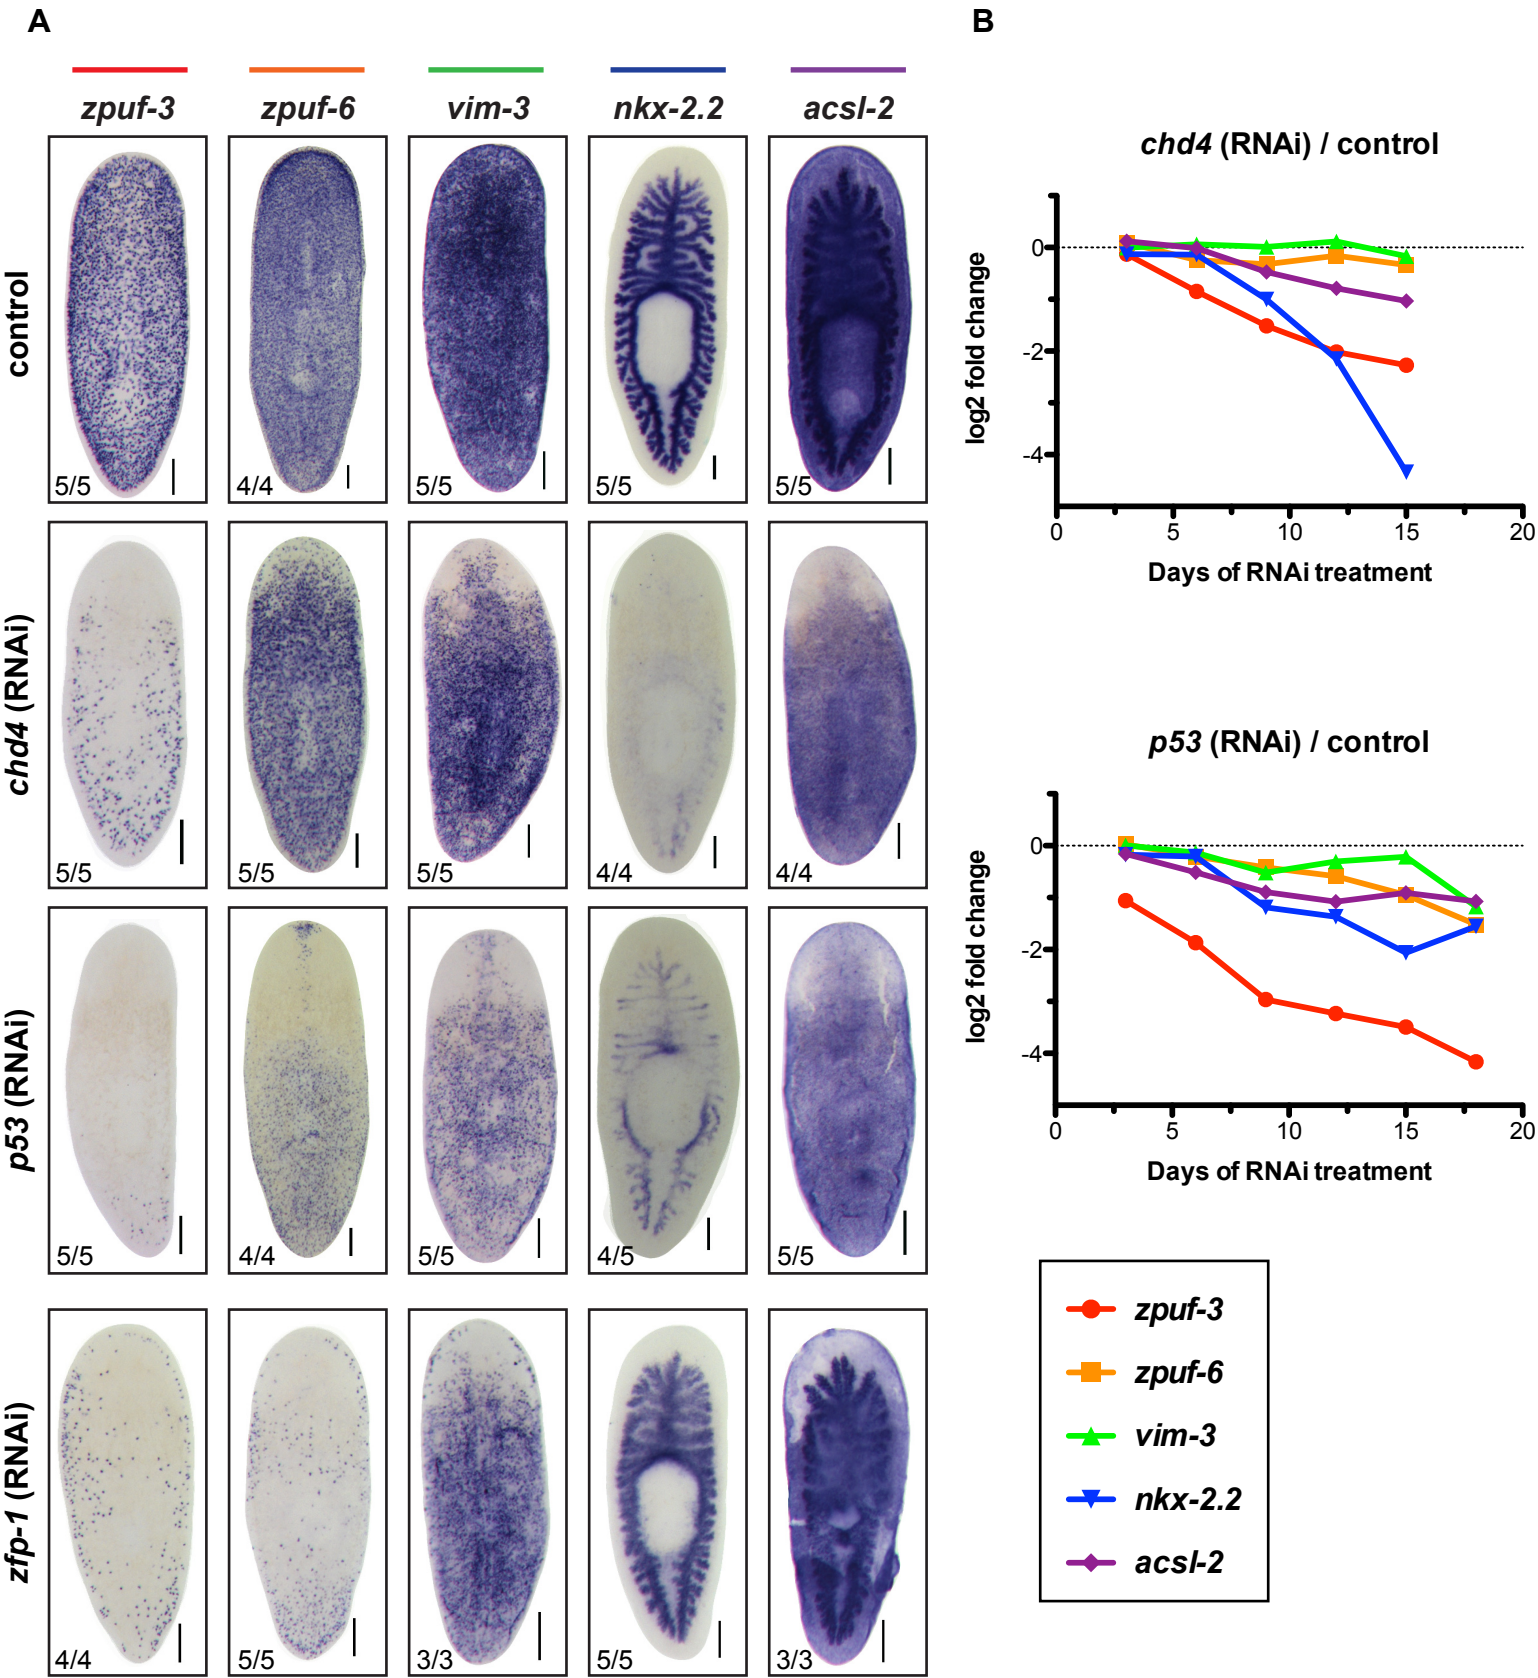 A
zpuf-3 zpuf-6 vim-3 nkx-2.2 acsl-2
control
5/5 4/4 5/5 5/5 5/5
chd4 (RNAi)
5/5 5/5 5/5 4/4 4/4
p53 (RNAi)
5/5 4/4 5/5 4/5 5/5
zfp-1 (RNAi)
4/4 5/5 3/3 5/5 3/3
B
chd4 (RNAi) / control
log2 fold change
0
-2
-4
0 5 10 15 20
Days of RNAi treatment
p53 (RNAi) / control
log2 fold change
0
-2
-4
0 5 10 15 20
Days of RNAi treatment
zpuf-3
zpuf-6
vim-3
nkx-2.2
acsl-2